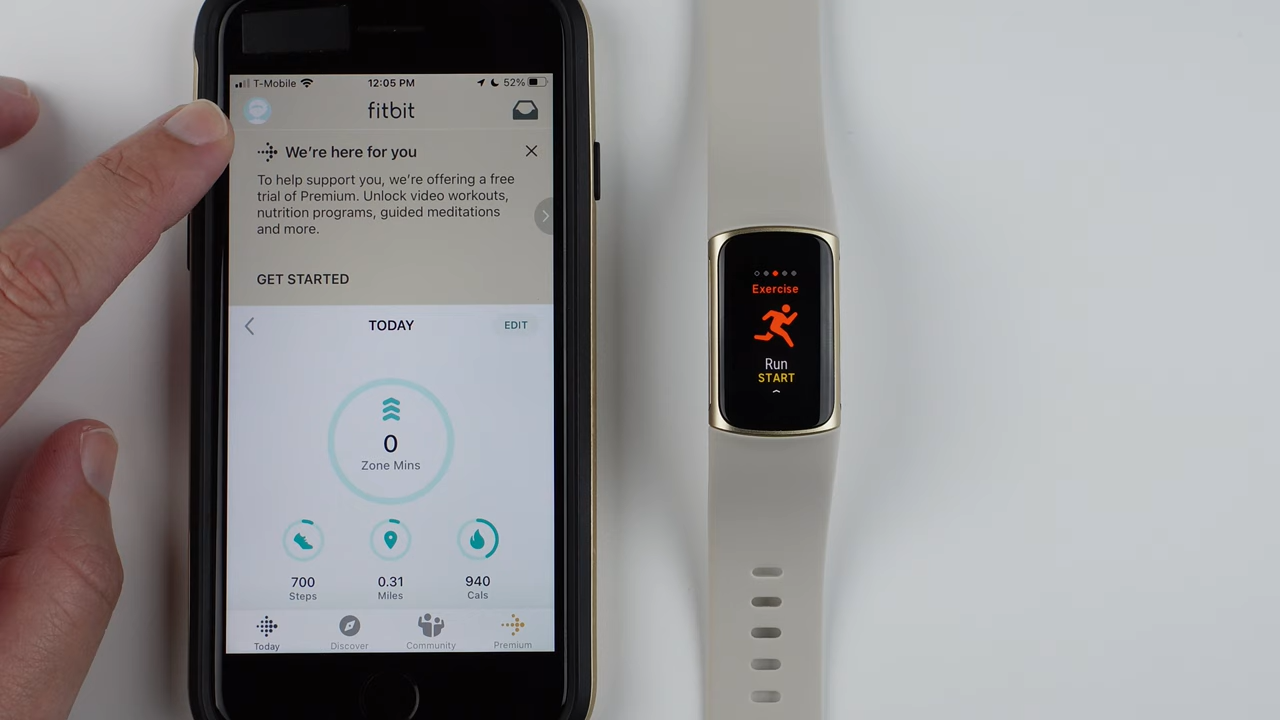 T-Mobile 12:05 PM 52%
fitbit
We're here for you
To help support you, we're offering a free
trial of Premium. Unlock video workouts,
nutrition programs, guided meditations
and more.
GET STARTED
TODAY EDIT
0
Zone Mins
700 0.31 940
Steps Miles Cals
Today Discover Community Premium
Exercise
Run
START